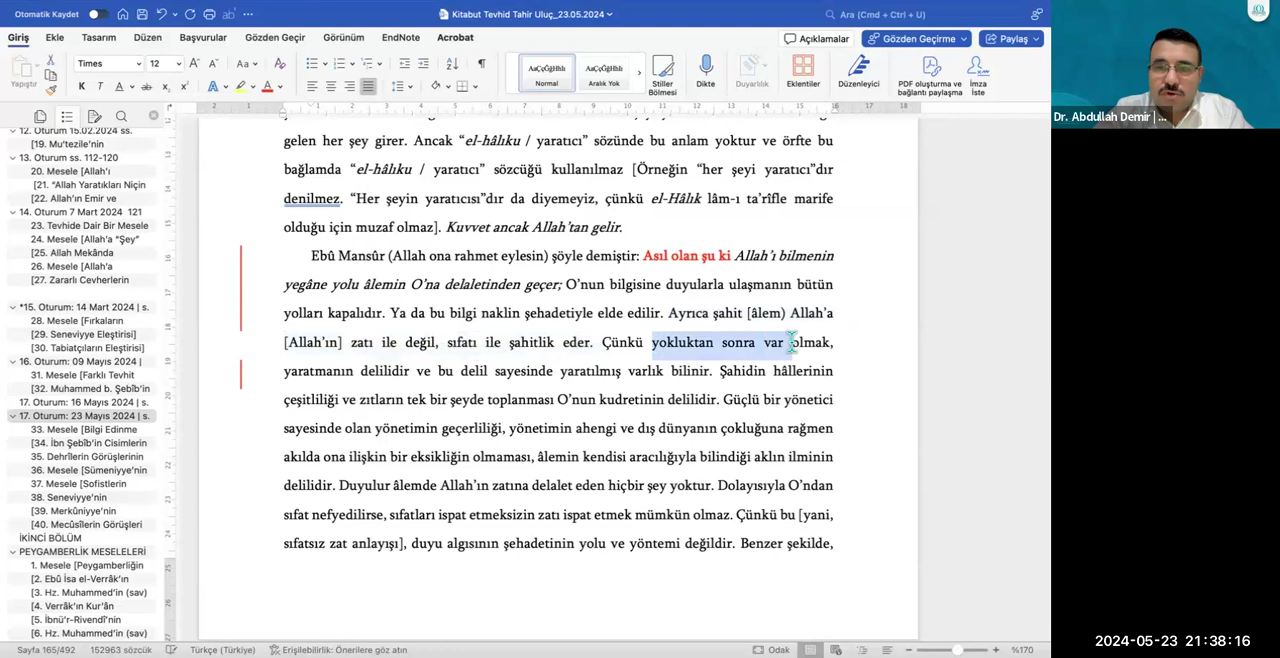 Otomatik Kaydet
Kitabut Tevhid Tahir Uluç_23.05.2024
Ara (Cmd + Ctrl + U)
Giriş Ekle Tasarım Düzen Başvurular Gözden Geçir Görünüm EndNote Acrobat
Açıklamalar Gözden Geçirme Paylaş
Yapıştır
Times 12
AaÇçĞğHh AaÇçĞğHh
Normal Aralık Yok
Stiller Bölmesi
Dikte
Duyarlılık
Eklentiler
Düzenleyici
PDF oluşturma ve bağlantı paylaşma
İmza İste
12. Oturum 15.02.2024 ss.
[19. Mu'tezile'nin
13. Oturum ss. 112-120
20. Mesele [Allah'ı
[21. "Allah Yaratıkları Niçin
[22. Allah'ın Emir ve
14. Oturum 7 Mart 2024 121
23. Tevhide Dair Bir Mesele
24. Mesele [Allah'a "Şey"
[25. Allah Mekânda
26. Mesele [Allah'a
[27. Zararlı Cevherlerin
*15. Oturum: 14 Mart 2024 | s.
28. Mesele [Fırkaların
[29. Seneviyye Eleştirisi]
[30. Tabiatçıların Eleştirisi]
16. Oturum: 09 Mayıs 2024 |
31. Mesele [Farklı Tevhit
[32. Muhammed b. Şebîb'in
17. Oturum: 16 Mayıs 2024 | s.
17. Oturum: 23 Mayıs 2024 | s.
33. Mesele [Bilgi Edinme
[34. İbn Şebîb'in Cisimlerin
35. Dehrîlerin Görüşlerinin
36. Mesele [Sümeniyye'nin
37. Mesele [Sofistlerin
38. Seneviyye'nin
[39. Merkûniyye'nin
[40. Mecûsîlerin Görüşleri
İKİNCİ BÖLÜM
PEYGAMBERLİK MESELELERİ
1. Mesele [Peygamberliğin
[2. Ebû İsa el-Verrâk'ın
[3. Hz. Muhammed'in (sav)
[4. Verrâk'ın Kur'ân
[5. İbnü'r-Rivendî'nin
[6. Hz. Muhammed'in (sav)
gelen her şey girer. Ancak "el-hâlıku / yaratıcı" sözünde bu anlam yoktur ve örfte bu
bağlamda "el-hâlıku / yaratıcı" sözcüğü kullanılmaz [Örneğin "her şeyi yaratıcı"dır
denilmez. "Her şeyin yaratıcısı"dır da diyemeyiz, çünkü el-Hâlık lâm-ı ta'rîfle marife
olduğu için muzaf olmaz]. Kuvvet ancak Allah'tan gelir.
Ebû Mansûr (Allah ona rahmet eylesin) şöyle demiştir: Asıl olan şu ki Allah'ı bilmenin
yegâne yolu âlemin O'na delaletinden geçer; O'nun bilgisine duyularla ulaşmanın bütün
yolları kapalıdır. Ya da bu bilgi naklin şehadetiyle elde edilir. Ayrıca şahit [âlem) Allah'a
[Allah'ın] zatı ile değil, sıfatı ile şahitlik eder. Çünkü yokluktan sonra var olmak,
yaratmanın delilidir ve bu delil sayesinde yaratılmış varlık bilinir. Şahidin hâllerinin
çeşitliliği ve zıtların tek bir şeyde toplanması O'nun kudretinin delilidir. Güçlü bir yönetici
sayesinde olan yönetimin geçerliliği, yönetimin ahengi ve dış dünyanın çokluğuna rağmen
akılda ona ilişkin bir eksikliğin olmaması, âlemin kendisi aracılığıyla bilindiği aklın ilminin
delilidir. Duyulur âlemde Allah'ın zatına delalet eden hiçbir şey yoktur. Dolayısıyla O'ndan
sıfat nefyedilirse, sıfatları ispat etmeksizin zatı ispat etmek mümkün olmaz. Çünkü bu [yani,
sıfatsız zat anlayışı], duyu algısının şehadetinin yolu ve yöntemi değildir. Benzer şekilde,
Sayfa 165/492 152963 sözcük Türkçe (Türkiye) Erişilebilirlik: Önerilere göz atın Odak %170
Dr. Abdullah Demir | ...
2024-05-23 21:38:16